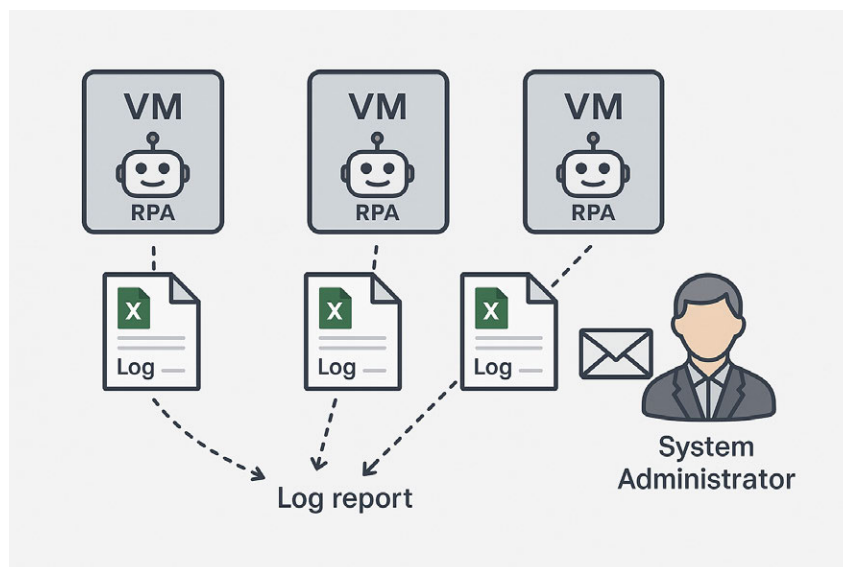 VM
RPA
VM
RPA
VM
RPA
X
Log
X
Log
X
Log
Log report
System
Administrator